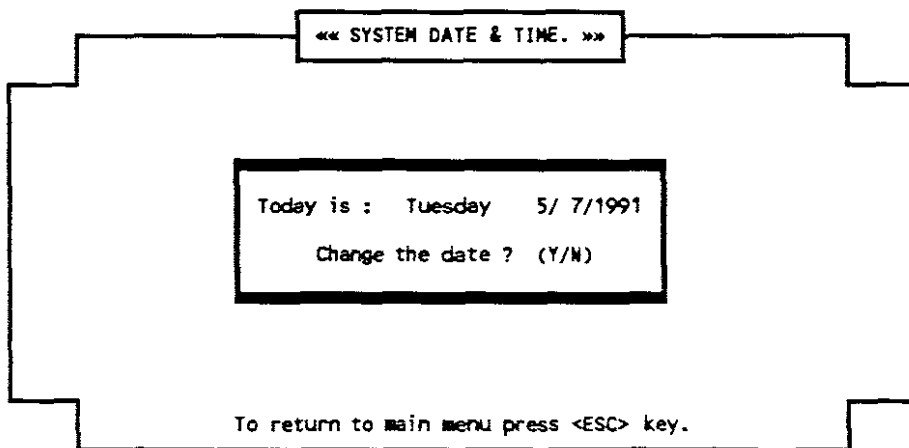 «« SYSTEM DATE & TIME. »»
Today is : Tuesday 5/ 7/1991
Change the date ? (Y/N)
To return to main menu press <ESC> key.